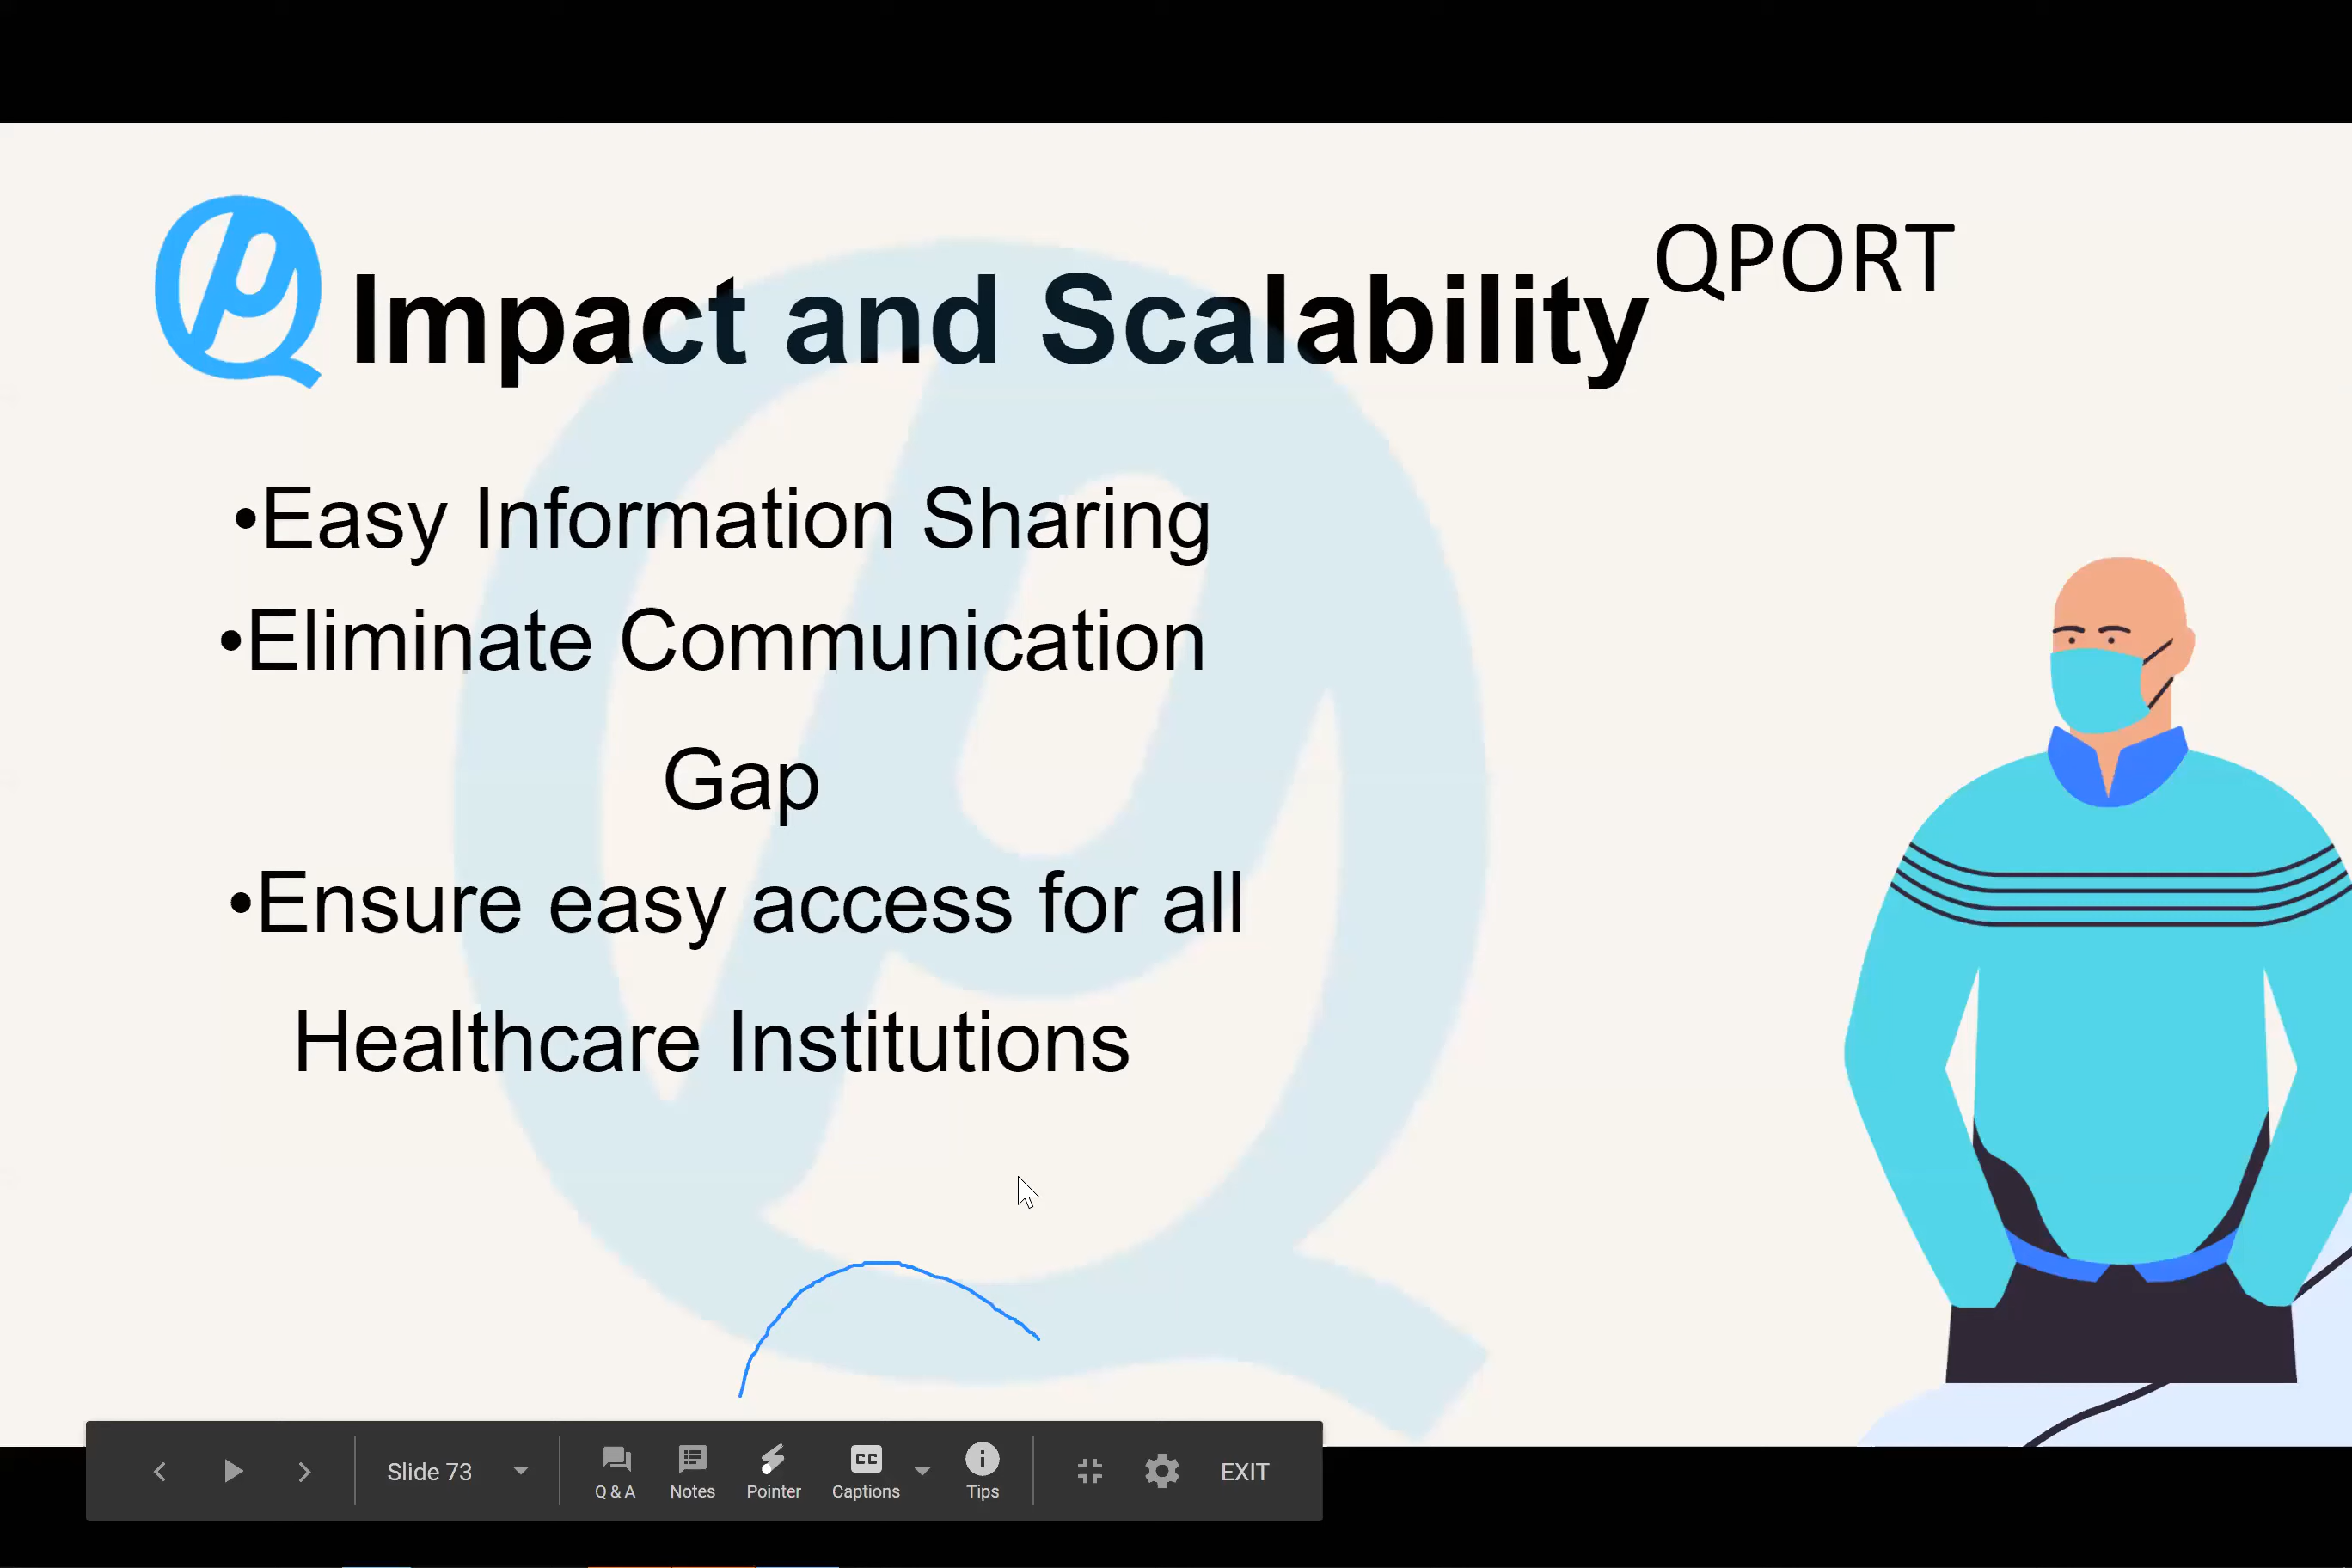 QPORT
Impact and Scalability
•Easy Information Sharing
•Eliminate Communication
Gap
•Ensure easy access for all
Healthcare Institutions
Slide 73
Q & A
Notes
Pointer
CC
Captions
Tips
EXIT